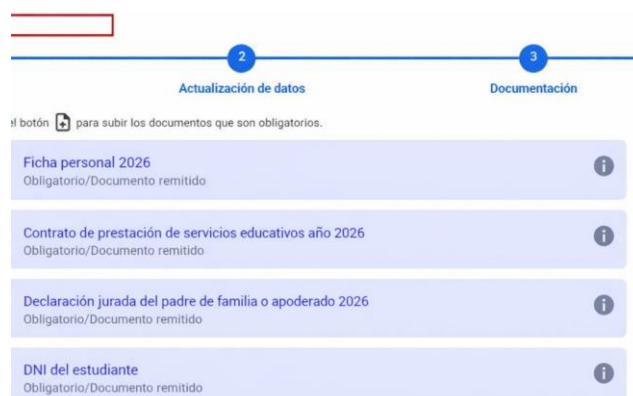 2
3
Actualización de datos
Documentación
el botón para subir los documentos que son obligatorios.
Ficha personal 2026
Obligatorio/Documento remitido
Contrato de prestación de servicios educativos año 2026
Obligatorio/Documento remitido
Declaración jurada del padre de familia o apoderado 2026
Obligatorio/Documento remitido
DNI del estudiante
Obligatorio/Documento remitido